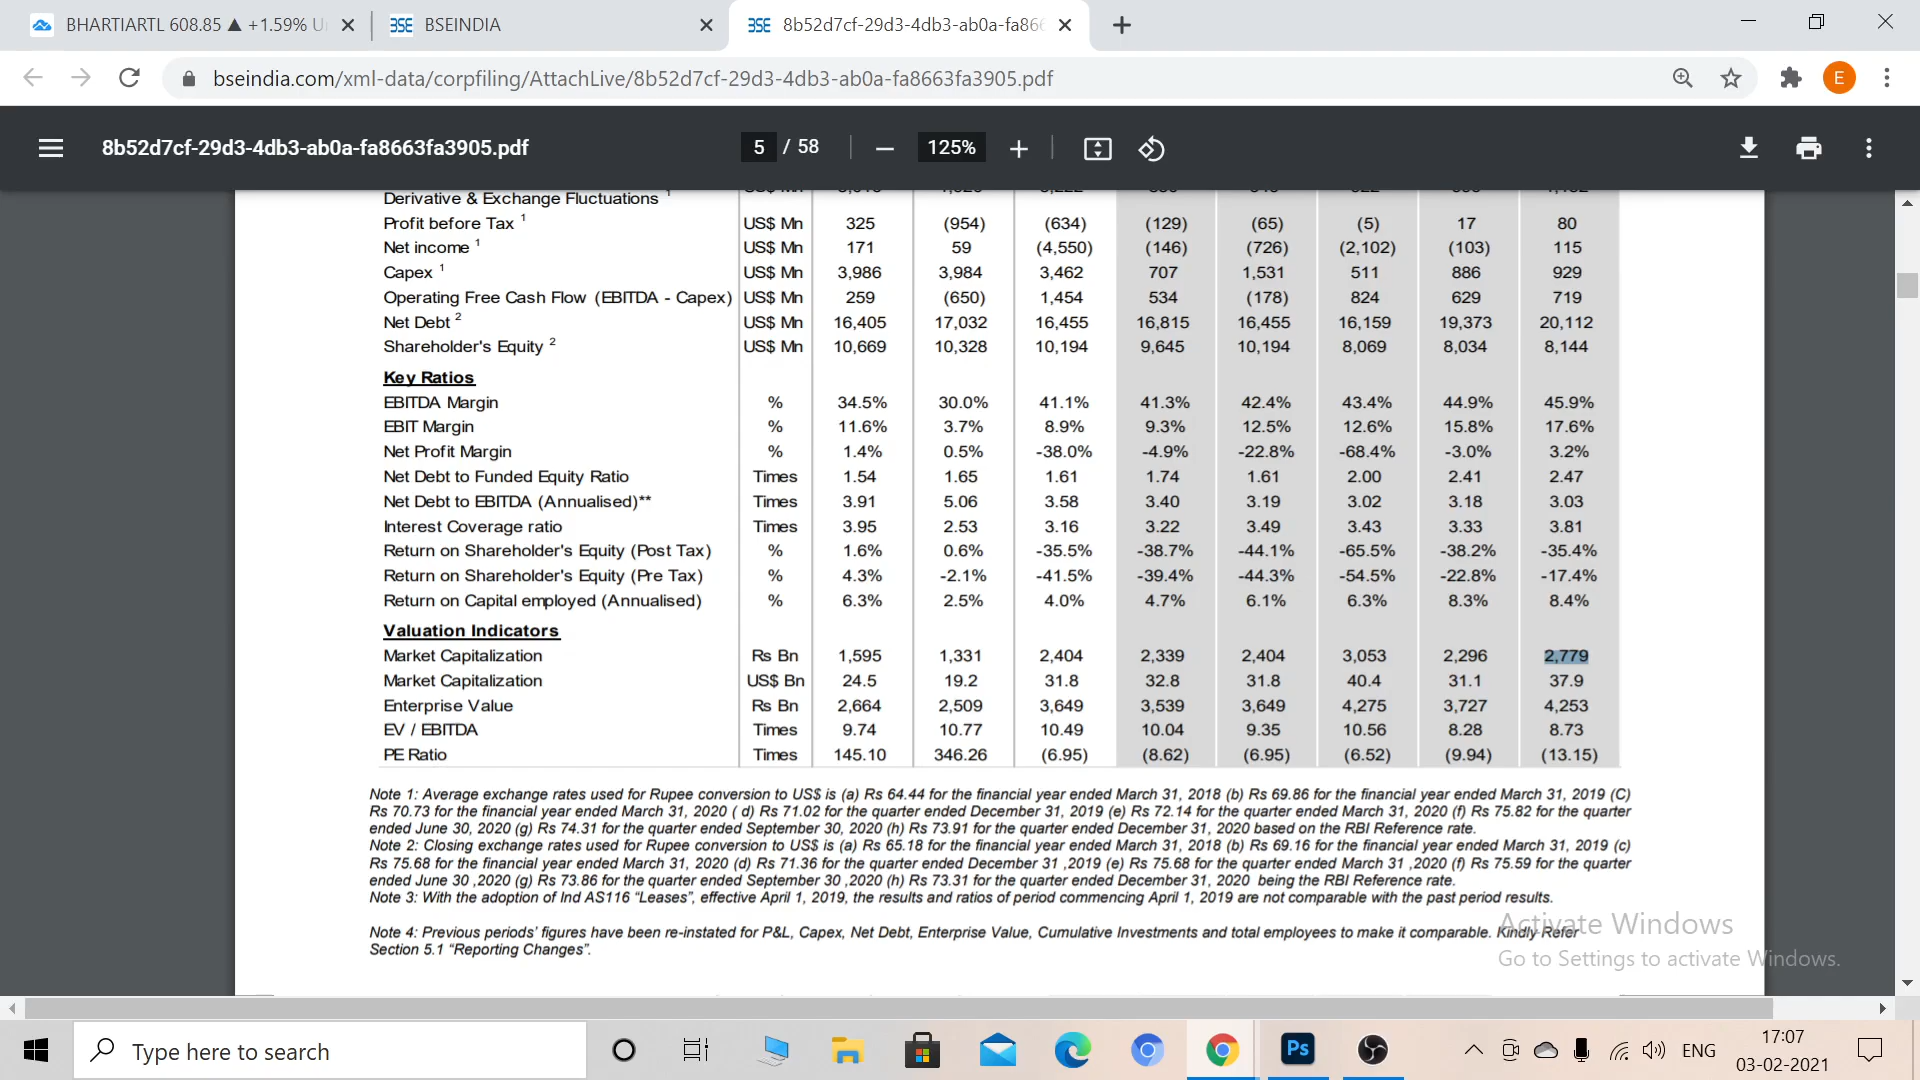 BHARTIARTL 608.85 ▲ +1.59%
BSEINDIA
8b52d7cf-29d3-4db3-ab0a-fa866
bseindia.com/xml-data/corpfiling/AttachLive/8b52d7cf-29d3-4db3-ab0a-fa8663fa3905.pdf
E
8b52d7cf-29d3-4db3-ab0a-fa8663fa3905.pdf 5 / 58 125%
Derivative & Exchange Fluctuations 1
Profit before Tax 1 US$ Mn 325 (954) (634) (129) (65) (5) 17 80
Net income 1 US$ Mn 171 59 (4,550) (146) (726) (2,102) (103) 115
Capex 1 US$ Mn 3,986 3,984 3,462 707 1,531 511 886 929
Operating Free Cash Flow (EBITDA - Capex) US$ Mn 259 (650) 1,454 534 (178) 824 629 719
Net Debt 2 US$ Mn 16,405 17,032 16,455 16,815 16,455 16,159 19,373 20,112
Shareholder's Equity 2 US$ Mn 10,669 10,328 10,194 9,645 10,194 8,069 8,034 8,144
Key Ratios
EBITDA Margin % 34.5% 30.0% 41.1% 41.3% 42.4% 43.4% 44.9% 45.9%
EBIT Margin % 11.6% 3.7% 8.9% 9.3% 12.5% 12.6% 15.8% 17.6%
Net Profit Margin % 1.4% 0.5% -38.0% -4.9% -22.8% -68.4% -3.0% 3.2%
Net Debt to Funded Equity Ratio Times 1.54 1.65 1.61 1.74 1.61 2.00 2.41 2.47
Net Debt to EBITDA (Annualised)** Times 3.91 5.06 3.58 3.40 3.19 3.02 3.18 3.03
Interest Coverage ratio Times 3.95 2.53 3.16 3.22 3.49 3.43 3.33 3.81
Return on Shareholder's Equity (Post Tax) % 1.6% 0.6% -35.5% -38.7% -44.1% -65.5% -38.2% -35.4%
Return on Shareholder's Equity (Pre Tax) % 4.3% -2.1% -41.5% -39.4% -44.3% -54.5% -22.8% -17.4%
Return on Capital employed (Annualised) % 6.3% 2.5% 4.0% 4.7% 6.1% 6.3% 8.3% 8.4%
Valuation Indicators
Market Capitalization Rs Bn 1,595 1,331 2,404 2,339 2,404 3,053 2,296 2,779
Market Capitalization US$ Bn 24.5 19.2 31.8 32.8 31.8 40.4 31.1 37.9
Enterprise Value Rs Bn 2,664 2,509 3,649 3,539 3,649 4,275 3,727 4,253
EV / EBITDA Times 9.74 10.77 10.49 10.04 9.35 10.56 8.28 8.73
PE Ratio Times 145.10 346.26 (6.95) (8.62) (6.95) (6.52) (9.94) (13.15)
Note 1: Average exchange rates used for Rupee conversion to US$ is (a) Rs 64.44 for the financial year ended March 31, 2018 (b) Rs 69.86 for the financial year ended March 31, 2019 (C)
Rs 70.73 for the financial year ended March 31, 2020 ( d) Rs 71.02 for the quarter ended December 31, 2019 (e) Rs 72.14 for the quarter ended March 31, 2020 (f) Rs 75.82 for the quarter
ended June 30, 2020 (g) Rs 74.31 for the quarter ended September 30, 2020 (h) Rs 73.91 for the quarter ended December 31, 2020 based on the RBI Reference rate.
Note 2: Closing exchange rates used for Rupee conversion to US$ is (a) Rs 65.18 for the financial year ended March 31, 2018 (b) Rs 69.16 for the financial year ended March 31, 2019 (c)
Rs 75.68 for the financial year ended March 31, 2020 (d) Rs 71.36 for the quarter ended December 31 ,2019 (e) Rs 75.68 for the quarter ended March 31 ,2020 (f) Rs 75.59 for the quarter
ended June 30 ,2020 (g) Rs 73.86 for the quarter ended September 30 ,2020 (h) Rs 73.31 for the quarter ended December 31, 2020 being the RBI Reference rate.
Note 3: With the adoption of Ind AS116 “Leases”, effective April 1, 2019, the results and ratios of period commencing April 1, 2019 are not comparable with the past period results.
Note 4: Previous periods’ figures have been re-instated for P&L, Capex, Net Debt, Enterprise Value, Cumulative Investments and total employees to make it comparable. Kindly Refer
Section 5.1 “Reporting Changes”.
Activate Windows
Go to Settings to activate Windows.
Type here to search
Ps
ENG
17:07
03-02-2021